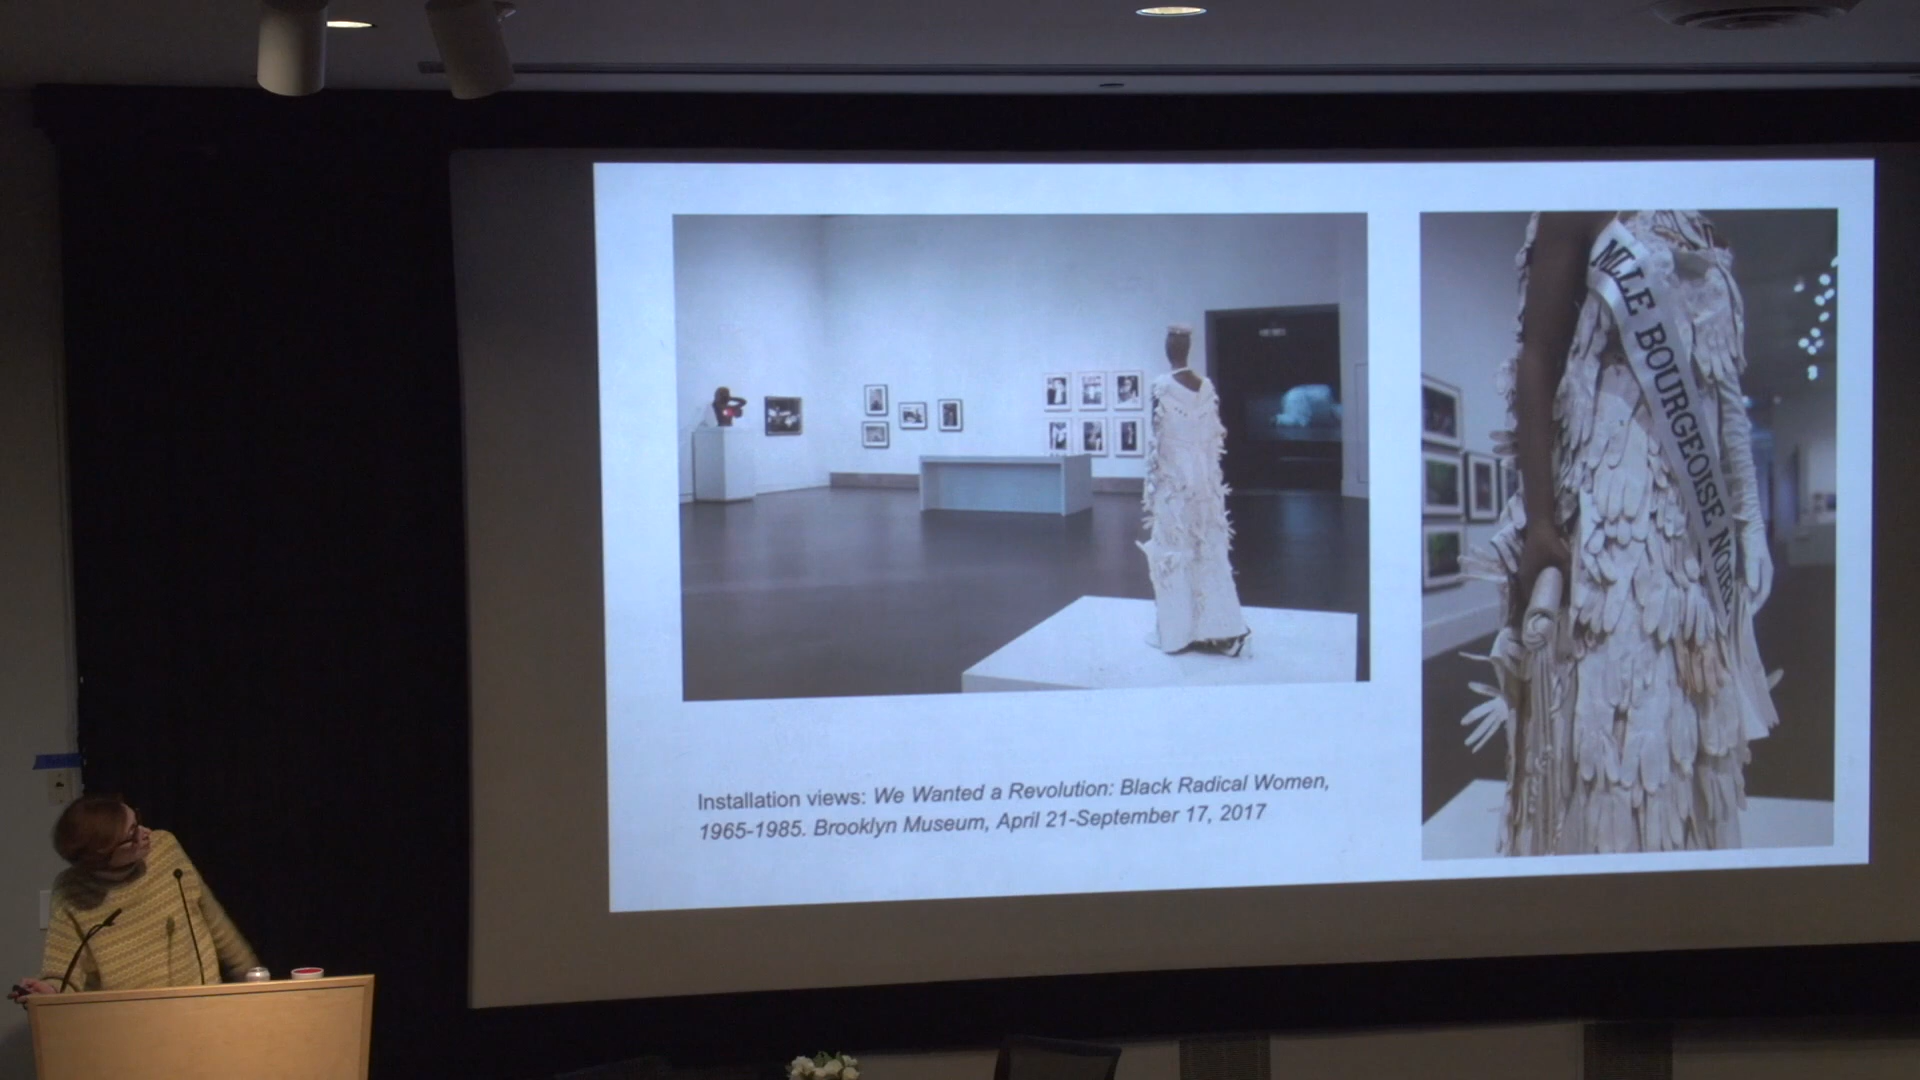 MLLE BOURGEOISE NOIRE
Installation views: We Wanted a Revolution: Black Radical Women,
1965-1985. Brooklyn Museum, April 21-September 17, 2017